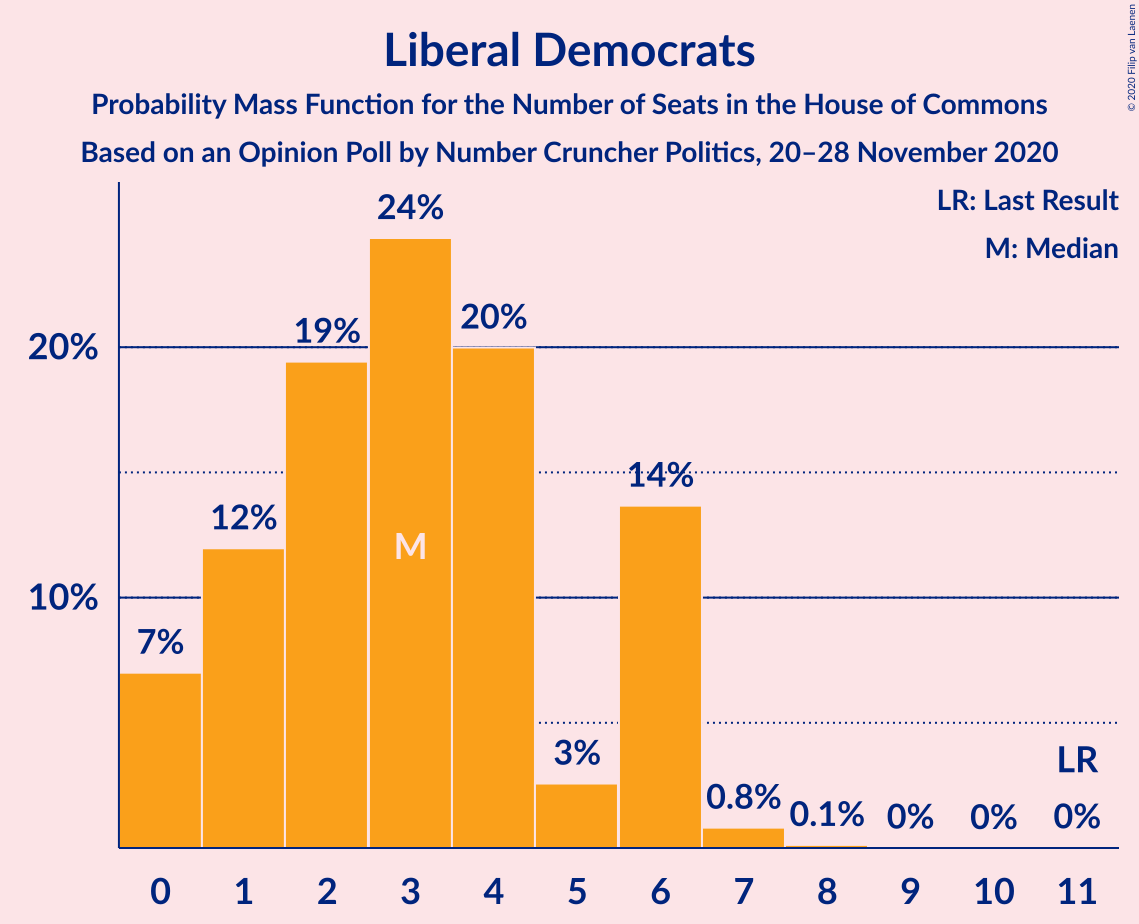 Liberal Democrats
Probability Mass Function for the Number of Seats in the House of Commons
Based on an Opinion Poll by Number Cruncher Politics, 20–28 November 2020
© 2020 Filip van Laenen
LR: Last Result
M: Median
24%
20%
19%
20%
14%
12%
M
10%
7%
3%
LR
0.8%
0.1%
0%
0%
0%
0 1 2 3 4 5 6 7 8 9 10 11